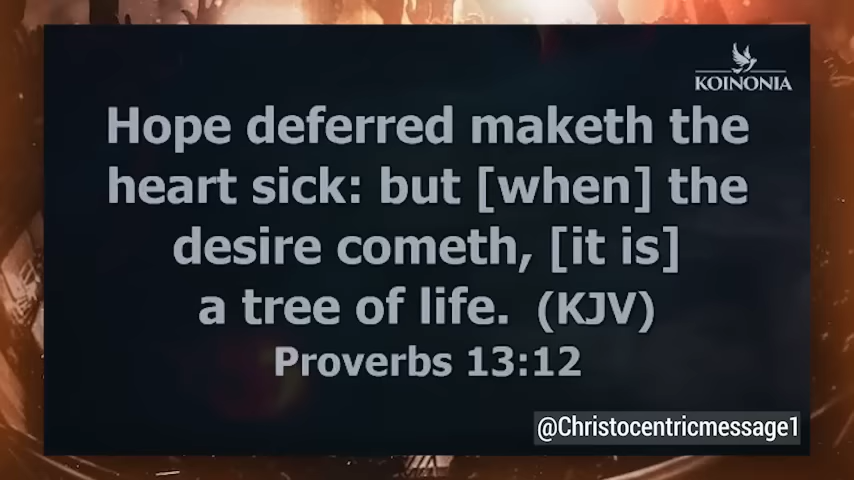 KOINONIA
Hope deferred maketh the
heart sick: but [when] the
desire cometh, [it is]
a tree of life. (KJV)
Proverbs 13:12
@Christocentricmessage1